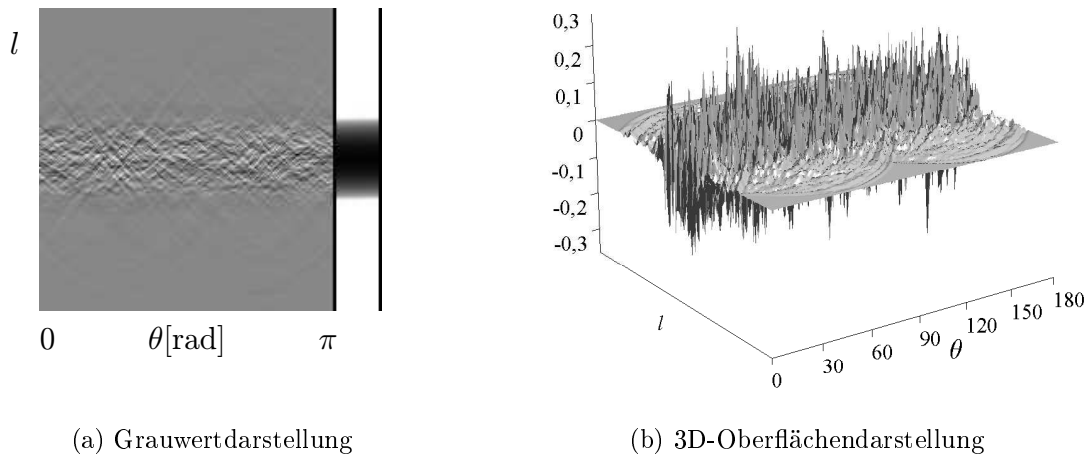 l
0 θ[rad] π
(a) Grauwertdarstellung
0,3
0,2
0,1
0
-0,1
-0,2
-0,3
l
0 30 60 90 120 150 180
θ
(b) 3D-Oberflächendarstellung